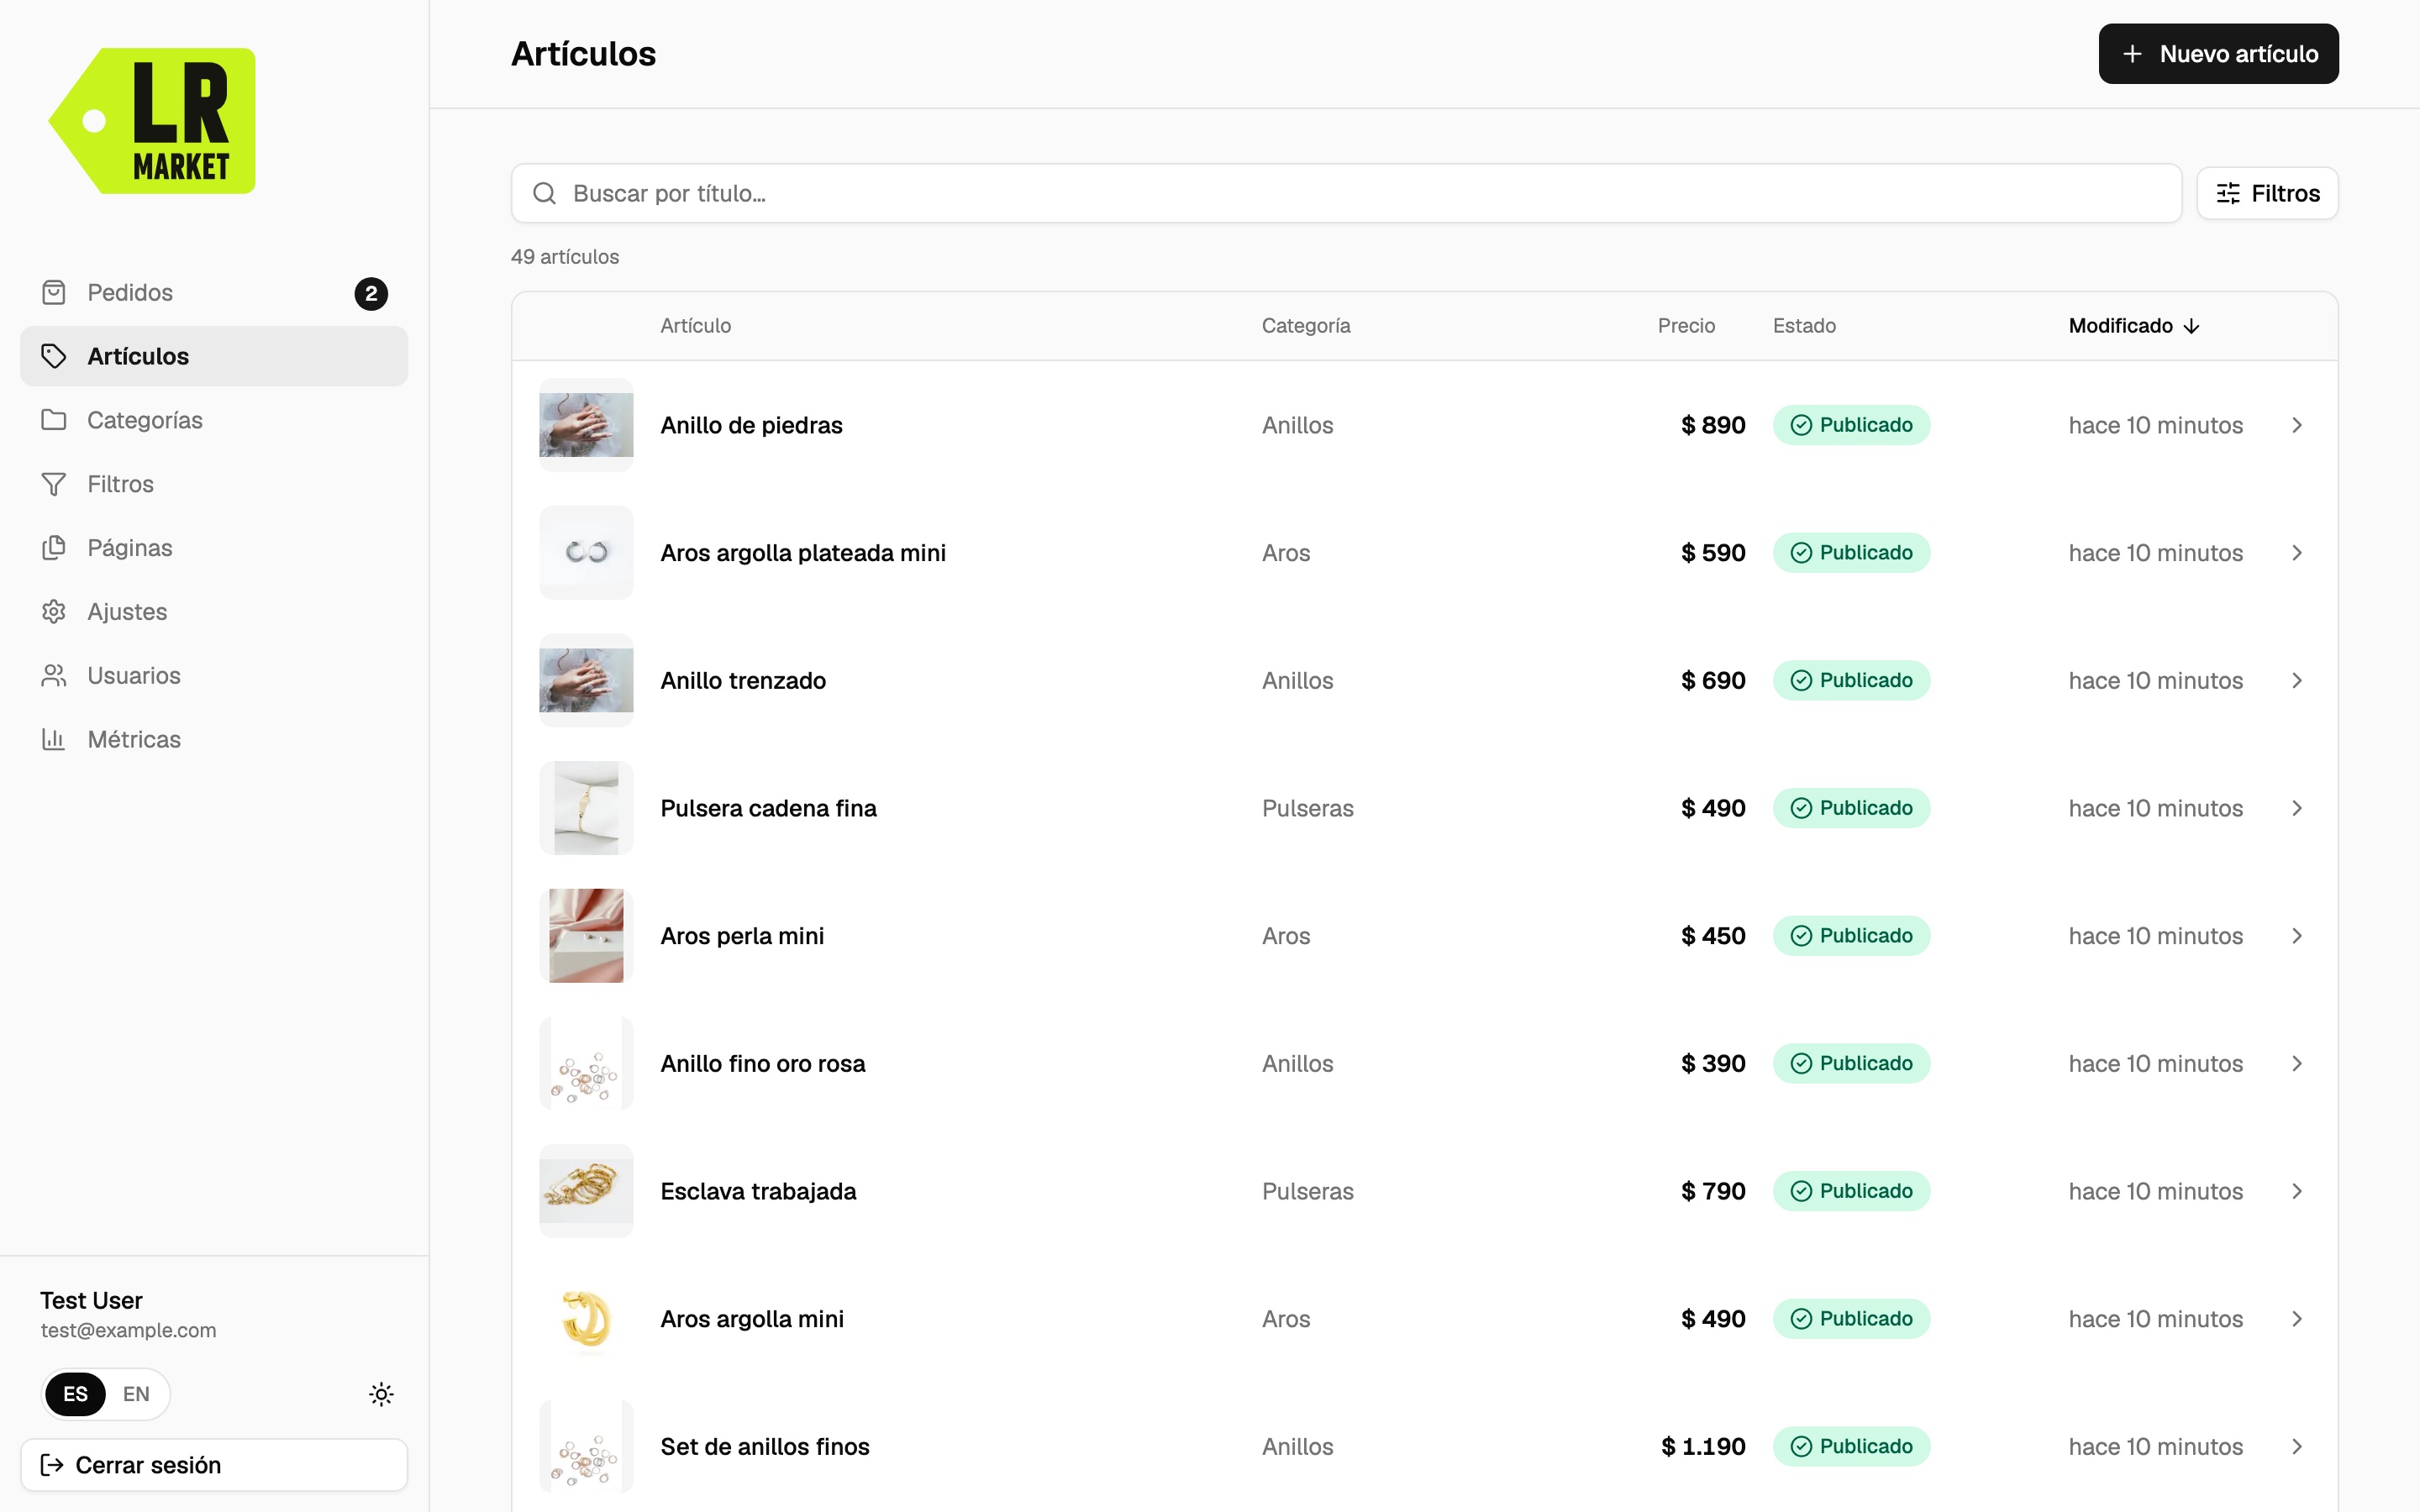 LR
MARKET
Pedidos 2
Artículos
Categorías
Filtros
Páginas
Ajustes
Usuarios
Métricas
Test User
test@example.com
ES EN
Cerrar sesión
Artículos
Nuevo artículo
Buscar por título...
Filtros
49 artículos
Artículo Categoría Precio Estado Modificado
Anillo de piedras Anillos $ 890 Publicado hace 10 minutos
Aros argolla plateada mini Aros $ 590 Publicado hace 10 minutos
Anillo trenzado Anillos $ 690 Publicado hace 10 minutos
Pulsera cadena fina Pulseras $ 490 Publicado hace 10 minutos
Aros perla mini Aros $ 450 Publicado hace 10 minutos
Anillo fino oro rosa Anillos $ 390 Publicado hace 10 minutos
Esclava trabajada Pulseras $ 790 Publicado hace 10 minutos
Aros argolla mini Aros $ 490 Publicado hace 10 minutos
Set de anillos finos Anillos $ 1.190 Publicado hace 10 minutos